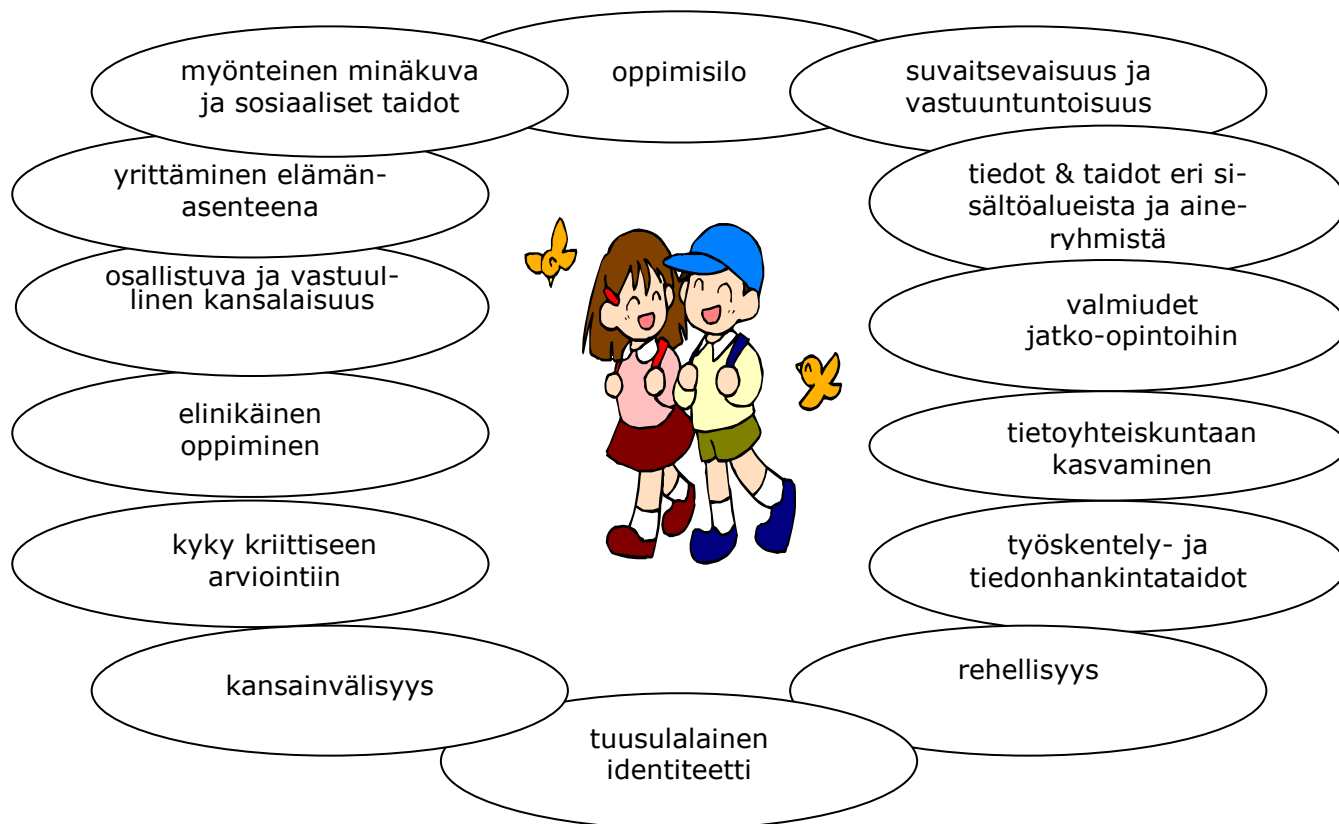 myönteinen minäkuva
ja sosiaaliset taidot
oppimisilo
suvaitsevaisuus ja
vastuuntuntoisuus
yrittäminen elämän-
asenteena
tiedot & taidot eri si-
sältöalueista ja aine-
ryhmistä
osallistuva ja vastuul-
linen kansalaisuus
valmiudet
jatko-opintoihin
elinikäinen
oppiminen
tietoyhteiskuntaan
kasvaminen
kyky kriittiseen
arviointiin
työskentely- ja
tiedonhankintataidot
kansainvälisyys
rehellisyys
tuusulalainen
identiteetti